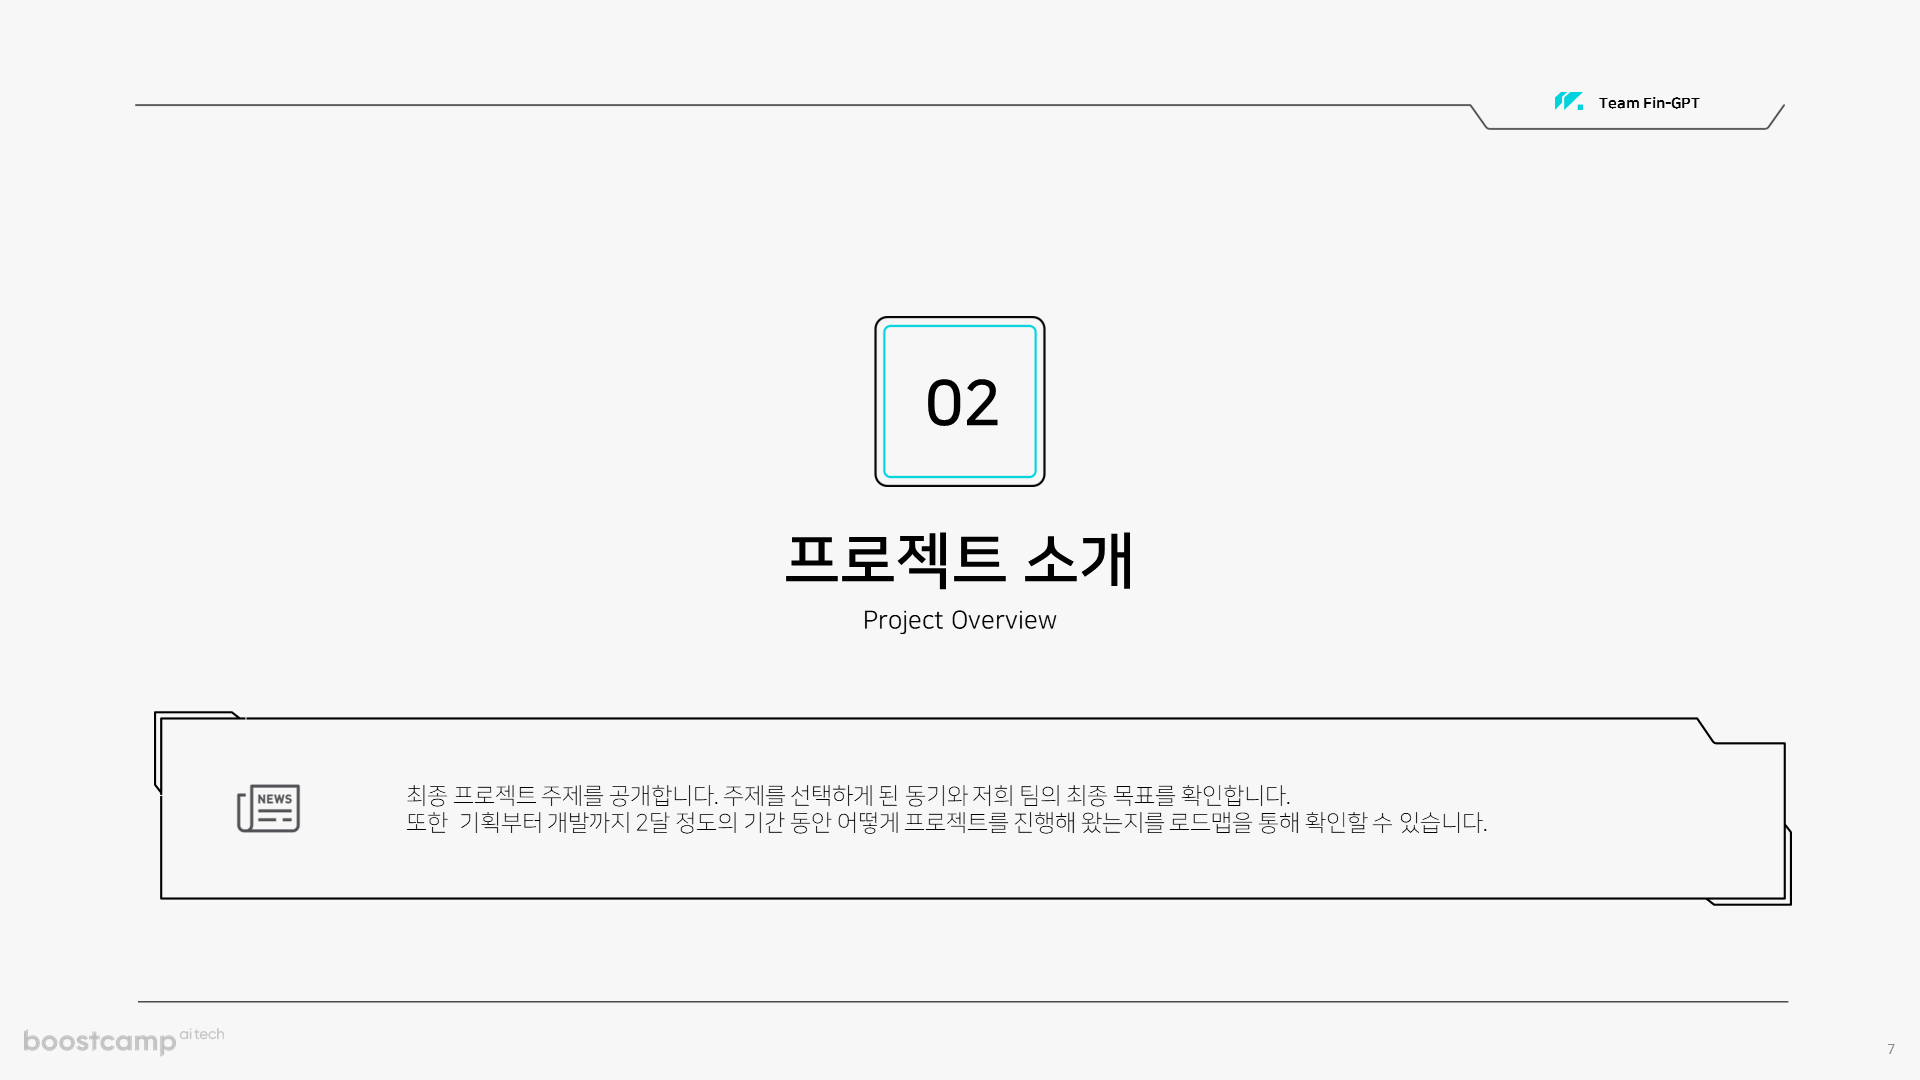 Team Fin-GPT
02
프로젝트 소개
Project Overview
NEWS
최종 프로젝트 주제를 공개합니다. 주제를 선택하게 된 동기와 저희 팀의 최종 목표를 확인합니다.
또한  기획부터 개발까지 2달 정도의 기간 동안 어떻게 프로젝트를 진행해 왔는지를 로드맵을 통해 확인할 수 있습니다.
boostcamp ai tech
7